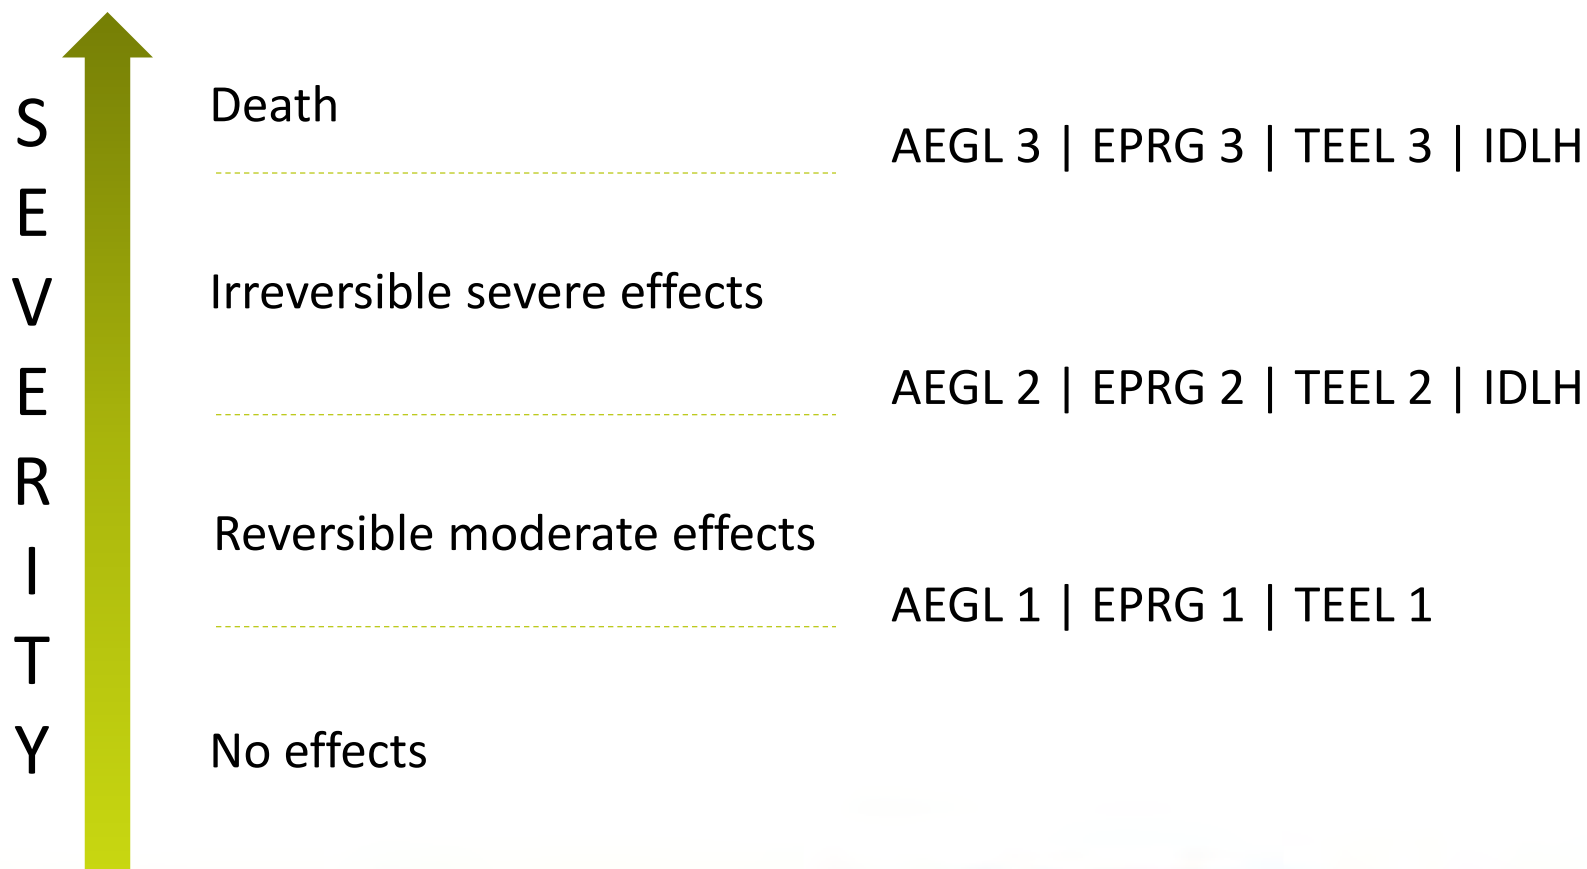 SEVERITY
Death
AEGL 3 | EPRG 3 | TEEL 3 | IDLH
Irreversible severe effects
AEGL 2 | EPRG 2 | TEEL 2 | IDLH
Reversible moderate effects
AEGL 1 | EPRG 1 | TEEL 1
No effects